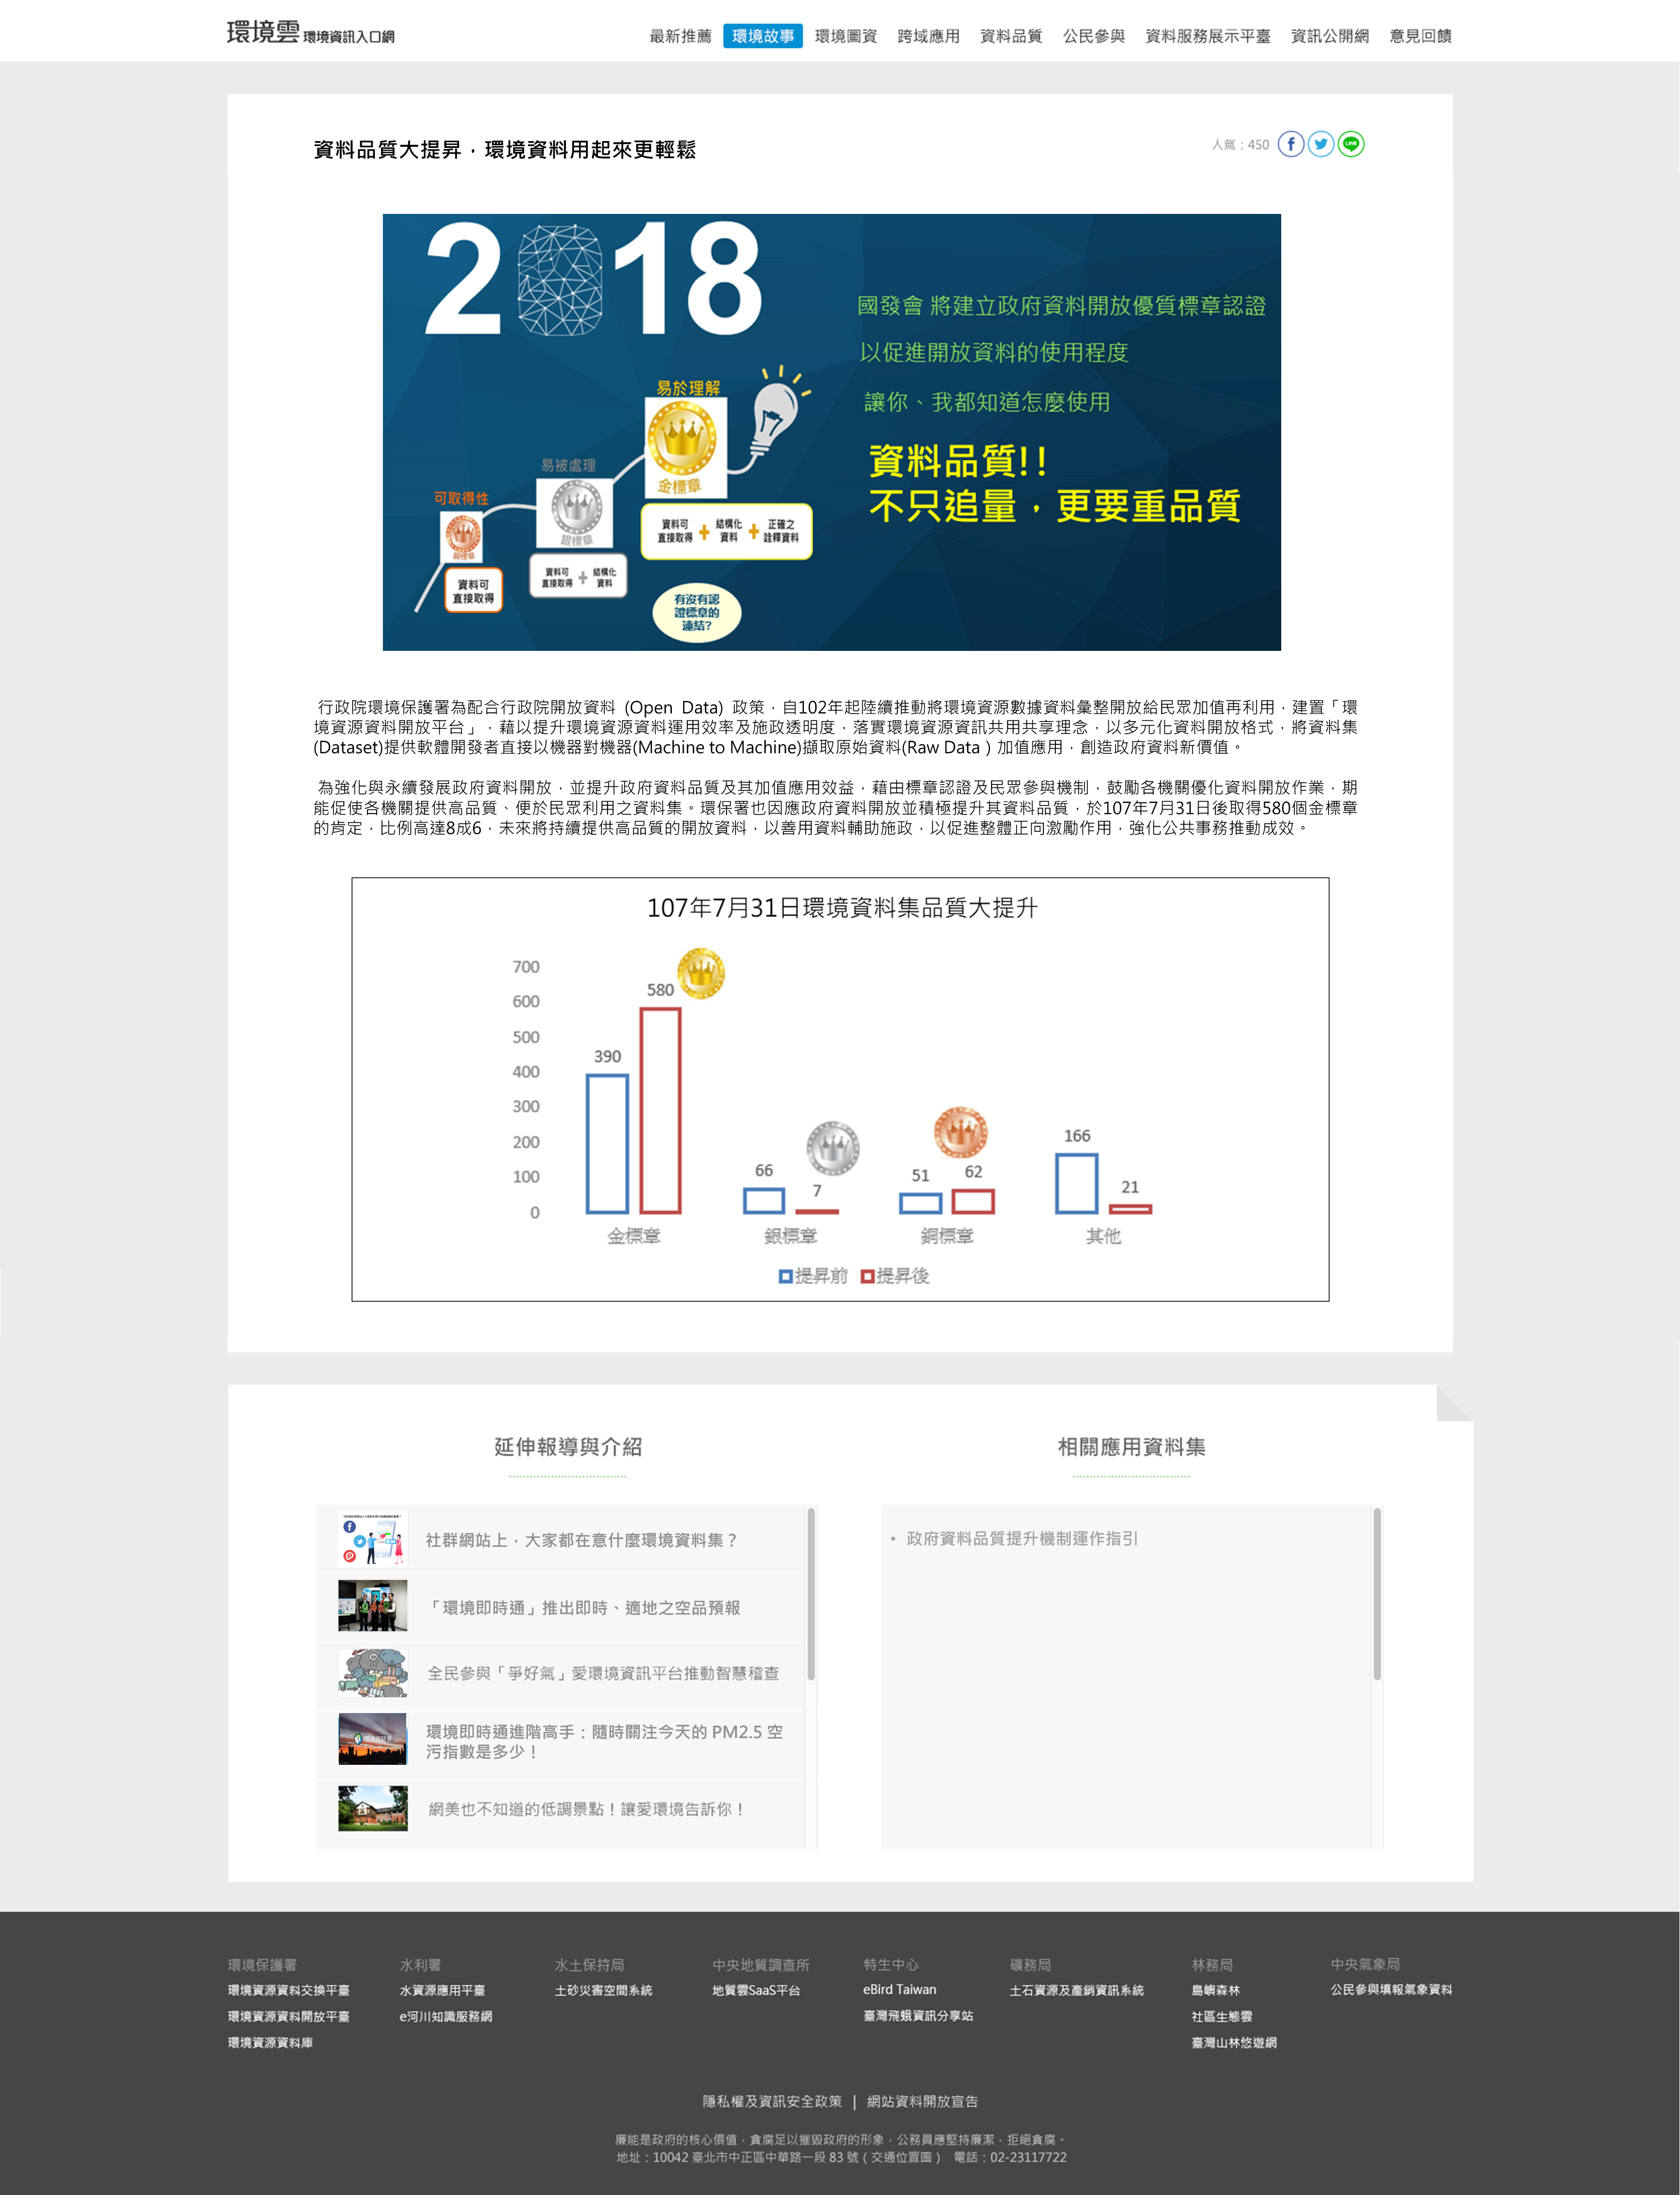 環境雲 環境資訊入口網
最新推薦 環境故事 環境圖資 跨域應用 資料品質 公民參與 資料服務展示平臺 資訊公開網 意見回饋
資料品質大提昇，環境資料用起來更輕鬆
人氣：450
2018
國發會 將建立政府資料開放優質標章認證
以促進開放資料的使用程度
讓你、我都知道怎麼使用
資料品質!!
不只追量，更要重品質
易於理解
金標章
資料可
直接取得
+
結構化
資料
+
正確之
詮釋資料
易被處理
銀標章
資料可
直接取得
+
結構化
資料
可取得性
銅標章
資料可
直接取得
有沒有認
證標章的
連結?
行政院環境保護署為配合行政院開放資料 (Open Data) 政策，自102年起陸續推動將環境資源數據資料彙整開放給民眾加值再利用，建置「環
境資源資料開放平台」，藉以提升環境資源資料運用效率及施政透明度，落實環境資源資訊共用共享理念，以多元化資料開放格式，將資料集
(Dataset)提供軟體開發者直接以機器對機器(Machine to Machine)擷取原始資料(Raw Data ) 加值應用，創造政府資料新價值。
為強化與永續發展政府資料開放，並提升政府資料品質及其加值應用效益，藉由標章認證及民眾參與機制，鼓勵各機關優化資料開放作業，期
能促使各機關提供高品質、便於民眾利用之資料集。環保署也因應政府資料開放並積極提升其資料品質，於107年7月31日後取得580個金標章
的肯定，比例高達8成6，未來將持續提供高品質的開放資料，以善用資料輔助施政，以促進整體正向激勵作用，強化公共事務推動成效。
107年7月31日環境資料集品質大提升
700
600
500
400
300
200
100
0
390
580
66
7
51
62
166
21
金標章 銀標章 銅標章 其他
提昇前 提昇後
延伸報導與介紹
社群網站上，大家都在意什麼環境資料集？
「環境即時通」推出即時、適地之空品預報
全民參與「爭好氣」愛環境資訊平台推動智慧稽查
環境即時通進階高手：隨時關注今天的 PM2.5 空
污指數是多少！
網美也不知道的低調景點！讓愛環境告訴你！
相關應用資料集
• 政府資料品質提升機制運作指引
環境保護署
環境資源資料交換平臺
環境資源資料開放平臺
環境資源資料庫
水利署
水資源應用平臺
e河川知識服務網
水土保持局
土砂災害空間系統
中央地質調查所
地質雲SaaS平台
特生中心
eBird Taiwan
臺灣飛蛾資訊分享站
礦務局
土石資源及產銷資訊系統
林務局
島嶼森林
社區生態雲
臺灣山林悠遊網
中央氣象局
公民參與填報氣象資料
隱私權及資訊安全政策 | 網站資料開放宣告
廉能是政府的核心價值，貪腐足以摧毀政府的形象，公務員應堅持廉潔，拒絕貪腐。
地址：10042 臺北市中正區中華路一段 83 號 ( 交通位置圖 ) 電話：02-23117722